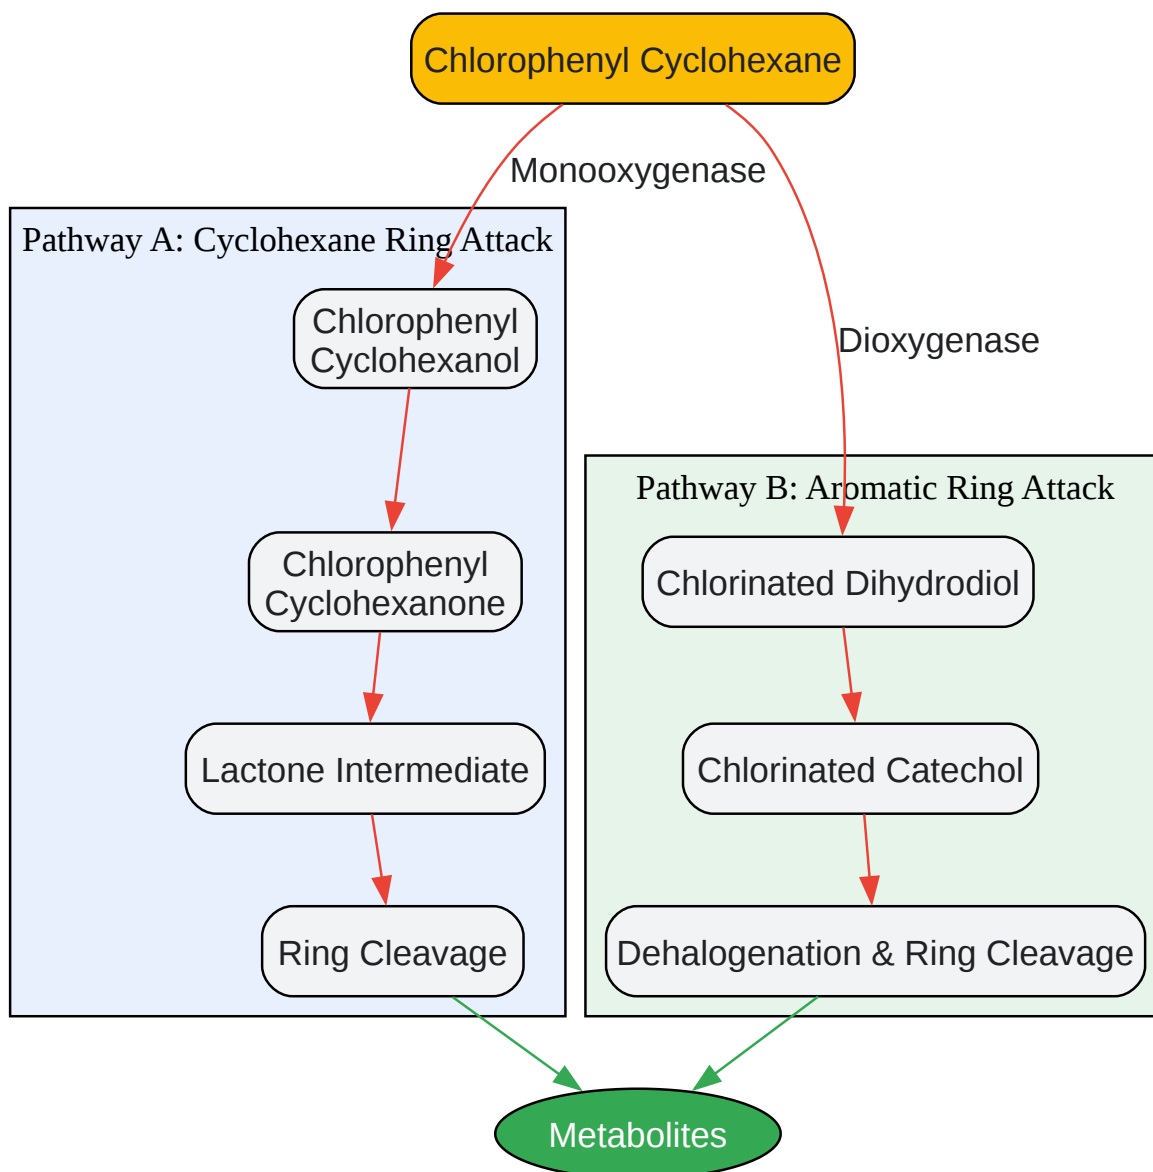 Chlorophenyl Cyclohexane
Monooxygenase
Pathway A: Cyclohexane Ring Attack
Chlorophenyl
Cyclohexanol
Dioxygenase
Chlorophenyl
Cyclohexanone
Lactone Intermediate
Ring Cleavage
Pathway B: Aromatic Ring Attack
Chlorinated Dihydrodiol
Chlorinated Catechol
Dehalogenation & Ring Cleavage
Metabolites